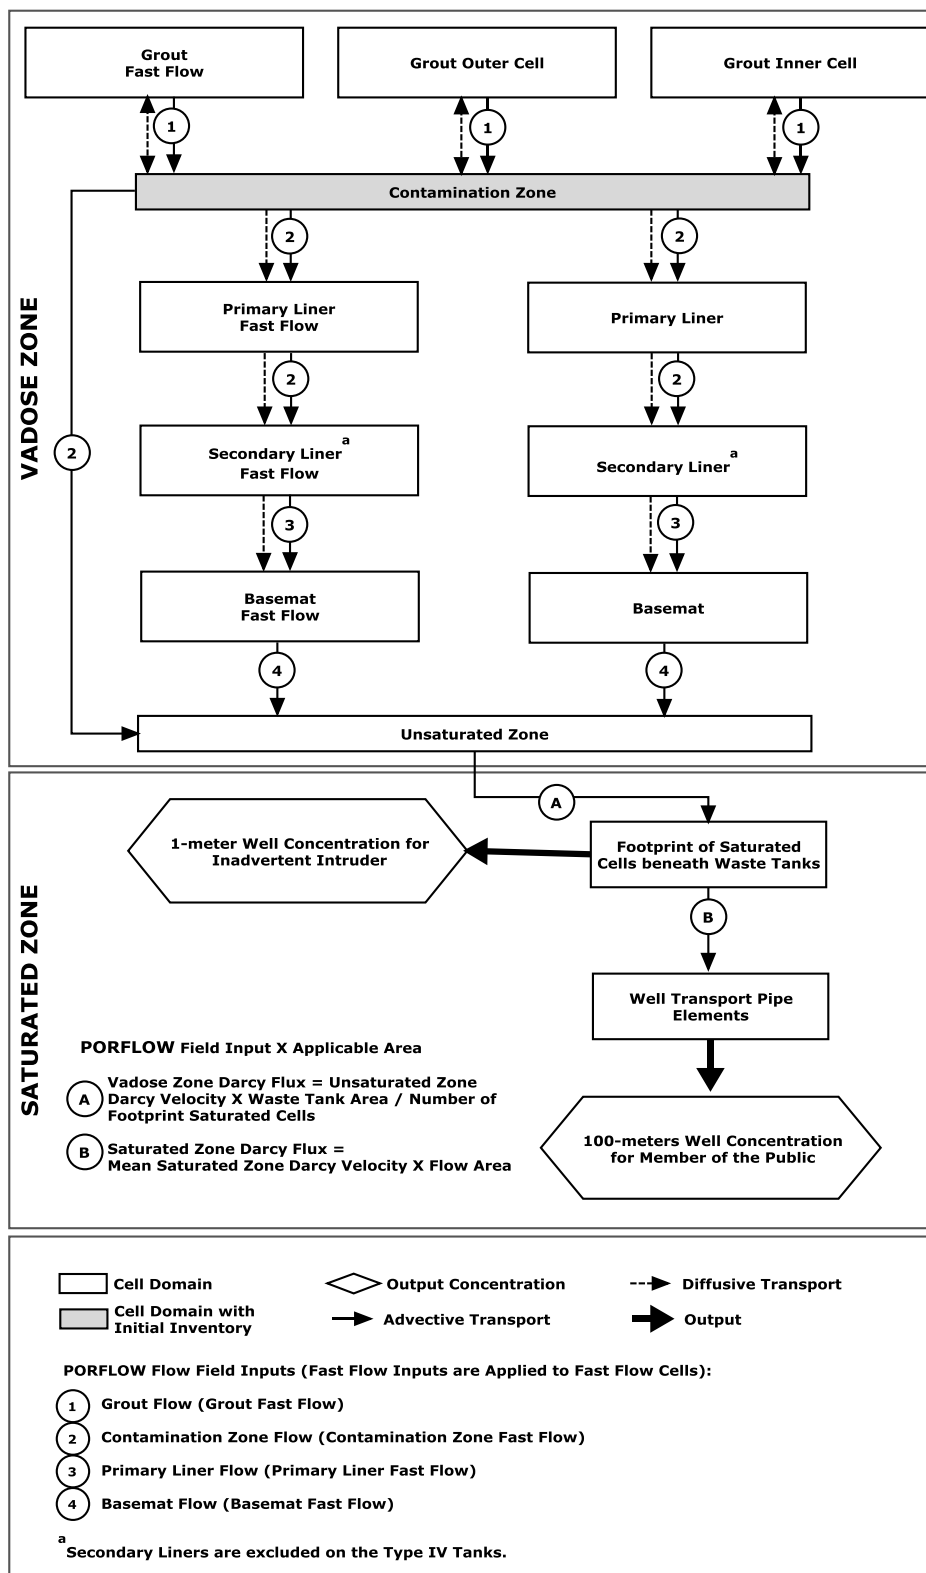 Grout
Fast Flow
Grout Outer Cell
Grout Inner Cell
1
1
1
Contamination Zone
2
2
Primary Liner
Fast Flow
Primary Liner
2
2
VADOSE ZONE
2
Secondary Liner a
Fast Flow
Secondary Liner a
3
3
Basemat
Fast Flow
Basemat
4
4
Unsaturated Zone
A
1-meter Well Concentration for
Inadvertent Intruder
Footprint of Saturated
Cells beneath Waste Tanks
B
SATURATED ZONE
Well Transport Pipe
Elements
PORFLOW Field Input X Applicable Area
A Vadose Zone Darcy Flux = Unsaturated Zone
Darcy Velocity X Waste Tank Area / Number of
Footprint Saturated Cells
B Saturated Zone Darcy Flux =
Mean Saturated Zone Darcy Velocity X Flow Area
100-meters Well Concentration
for Member of the Public
Cell Domain
Output Concentration
Diffusive Transport
Cell Domain with
Initial Inventory
Advective Transport
Output
PORFLOW Flow Field Inputs (Fast Flow Inputs are Applied to Fast Flow Cells):
1 Grout Flow (Grout Fast Flow)
2 Contamination Zone Flow (Contamination Zone Fast Flow)
3 Primary Liner Flow (Primary Liner Fast Flow)
4 Basemat Flow (Basemat Fast Flow)
a Secondary Liners are excluded on the Type IV Tanks.